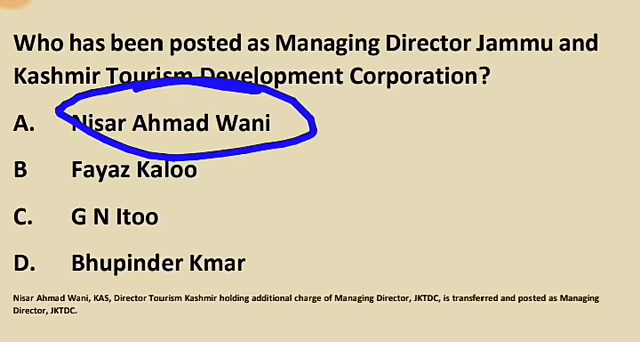 Who has been posted as Managing Director Jammu and
Kashmir Tourism Development Corporation?
A. Nisar Ahmad Wani
B Fayaz Kaloo
C. G N Itoo
D. Bhupinder Kmar
Nisar Ahmad Wani, KAS, Director Tourism Kashmir holding additional charge of Managing Director, JKTDC, is transferred and posted as Managing
Director, JKTDC.